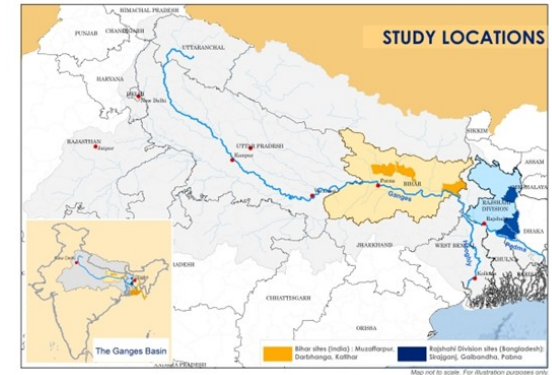 HIMACHAL PRADESH
PUNJAB
CHANDIGARH
STUDY LOCATIONS
UTTARANCHAL
HARYANA
New Delhi
SIKKIM
ASSAM
RAJASTHAN
Jaipur
UTTAR PRADESH
Kanpur
Patna
BIHAR
Ganges
RAJSHAHI
DIVISION
Rajshahi
DHAKA
Padma
JHARKHAND
WEST BENGAL
KHULNA
Hugli
Kolkata
CHHATTISGARH
ORISSA
New Delhi
The Ganges Basin
Bihar sites (India) : Muzaffarpur,
Darbhanga, Katihar
Rajshahi Division sites (Bangladesh):
Sirajganj, Gaibandha, Pabna
Map not to scale. For illustration purposes only